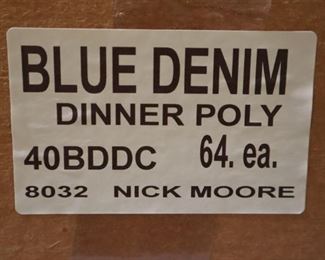 BLUE DENIM
DINNER POLY
40BDDC 64. ea.
8032 NICK MOORE